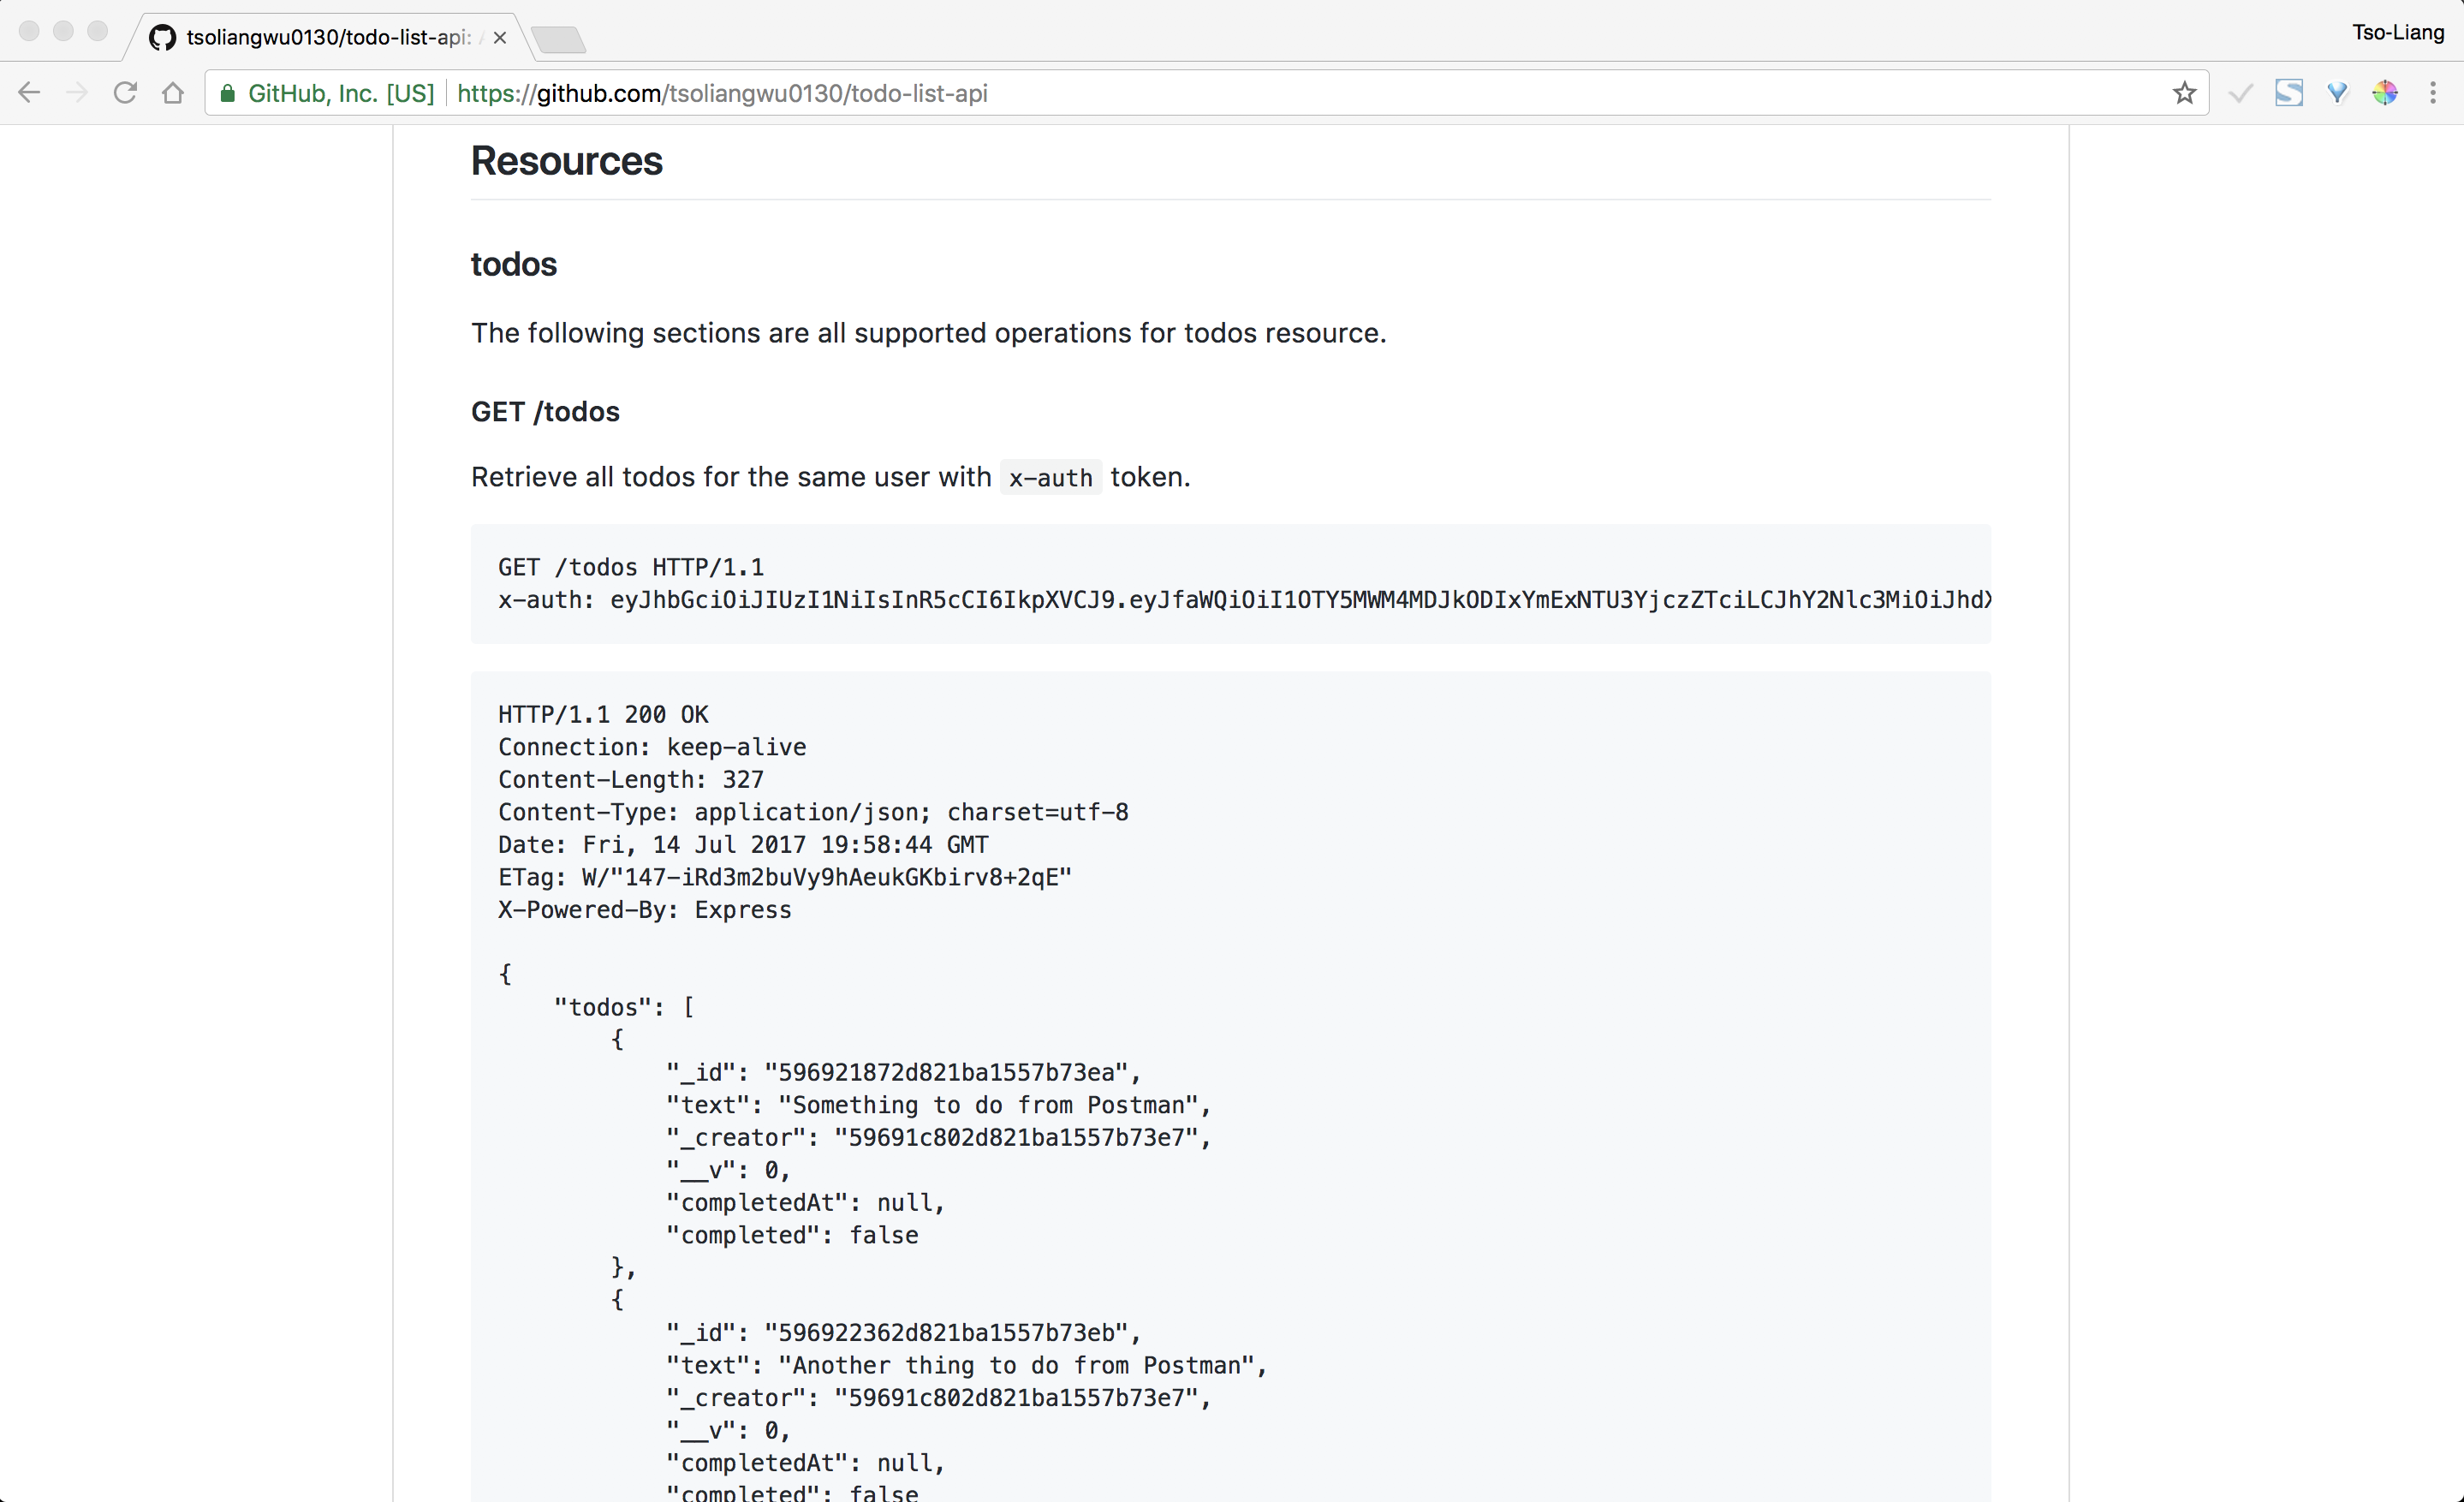 tsoliangwu0130/todo-list-api:
Tso-Liang
GitHub, Inc. [US] https://github.com/tsoliangwu0130/todo-list-api
Resources
todos
The following sections are all supported operations for todos resource.
GET /todos
Retrieve all todos for the same user with x-auth token.
GET /todos HTTP/1.1
x-auth: eyJhbGciOiJIUzI1NiIsInR5cCI6IkpXVCJ9.eyJfaWQiOiI1OTY5MWM4MDJkODIxYmExNTU3YjczZTciLCJhY2Nlc3MiOiJhdX
HTTP/1.1 200 OK
Connection: keep-alive
Content-Length: 327
Content-Type: application/json; charset=utf-8
Date: Fri, 14 Jul 2017 19:58:44 GMT
ETag: W/"147-iRd3m2buVy9hAeukGKbirv8+2qE"
X-Powered-By: Express
{
"todos": [
{
"_id": "596921872d821ba1557b73ea",
"text": "Something to do from Postman",
"_creator": "59691c802d821ba1557b73e7",
"__v": 0,
"completedAt": null,
"completed": false
},
{
"_id": "596922362d821ba1557b73eb",
"text": "Another thing to do from Postman",
"_creator": "59691c802d821ba1557b73e7",
"__v": 0,
"completedAt": null,
"completed": false